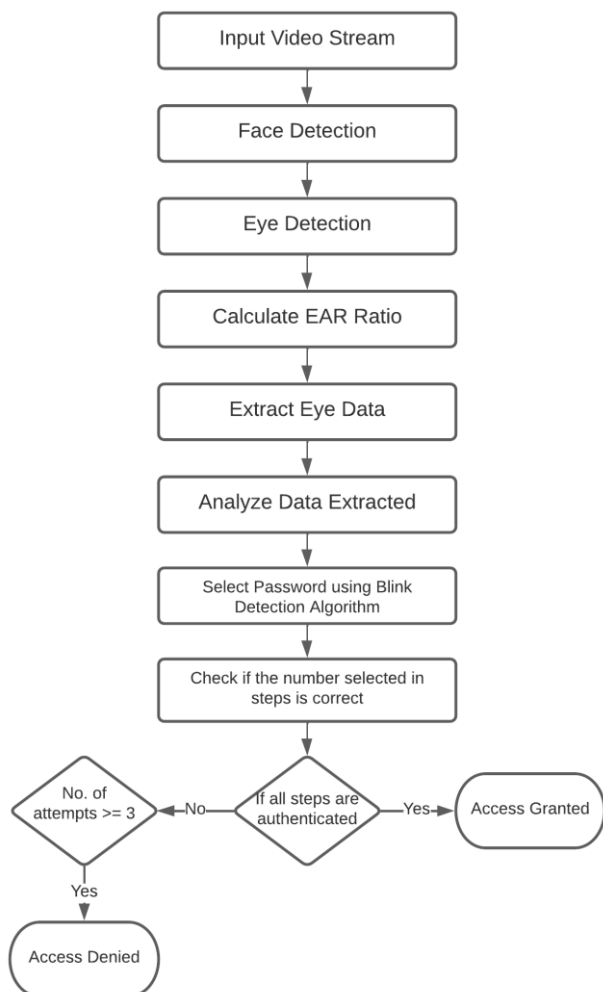 Input Video Stream
Face Detection
Eye Detection
Calculate EAR Ratio
Extract Eye Data
Analyze Data Extracted
Select Password using Blink
Detection Algorithm
Check if the number selected in
steps is correct
No. of
attempts >= 3
No
If all steps are
authenticated
Yes
Access Granted
Yes
Access Denied